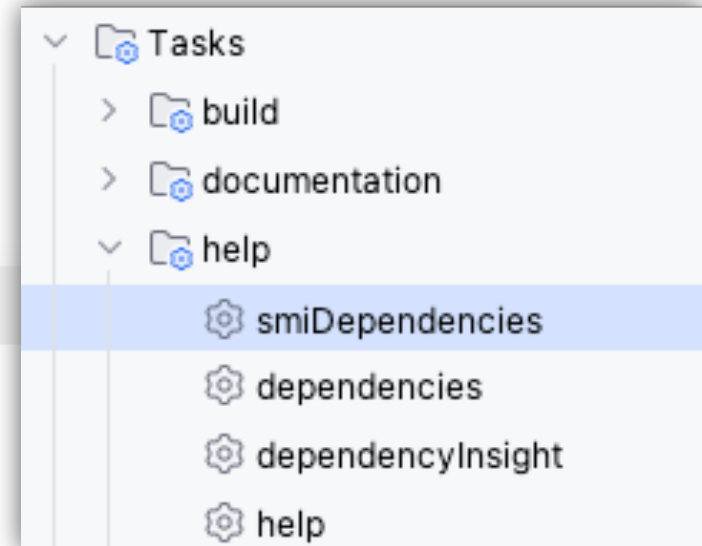 Tasks
build
documentation
help
smiDependencies
dependencies
dependencyInsight
help